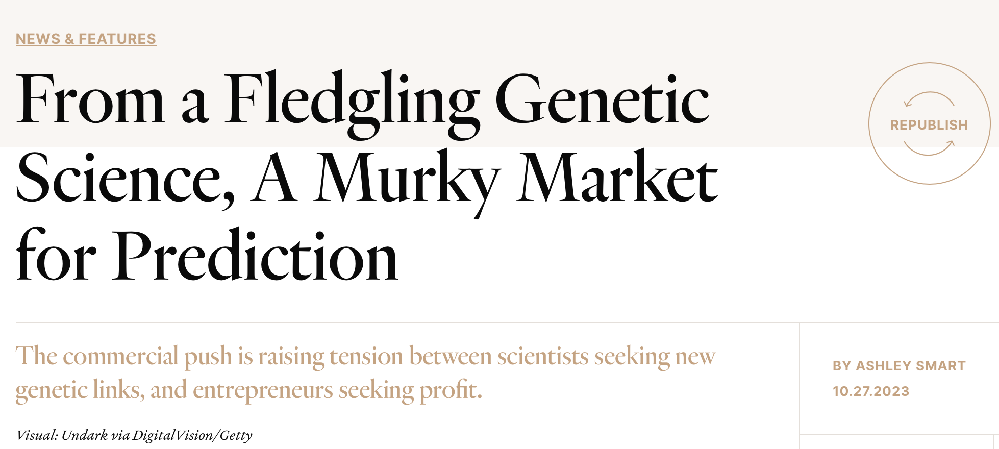 NEWS & FEATURES
From a Fledgling Genetic
Science, A Murky Market
for Prediction
REPUBLISH
The commercial push is raising tension between scientists seeking new
genetic links, and entrepreneurs seeking profit.
Visual: Undark via DigitalVision/Getty
BY ASHLEY SMART
10.27.2023